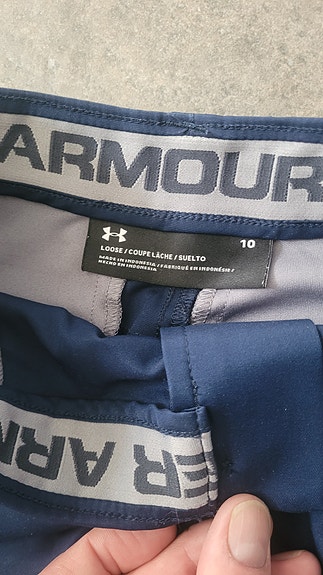 ARMOUR
10
LOOSE / COUPE LÂCHE / SUELTO
MADE IN INDONESIA / FABRIQUÉ EN INDONÉSIE /
HECHO EN INDONESIA
ER ARM